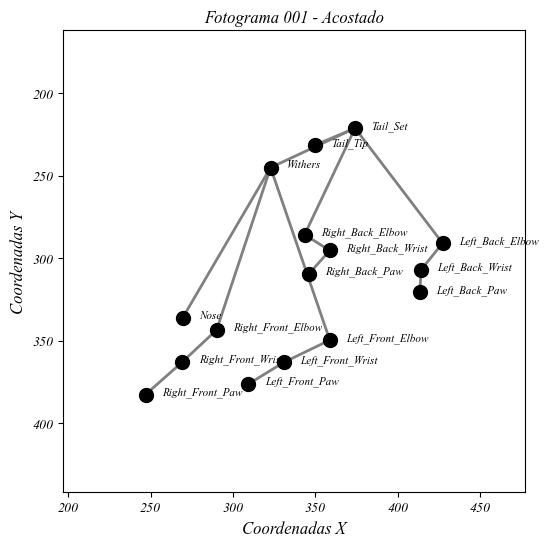 Fotograma 001 - Acostado
Coordenadas Y
200
250
300
350
400
Tail_Set
Tail_Tip
Withers
Right_Back_Elbow
Left_Back_Elbow
Right_Back_Wrist
Left_Back_Wrist
Right_Back_Paw
Left_Back_Paw
Nose
Right_Front_Elbow
Left_Front_Elbow
Right_Front_Wrist
Left_Front_Wrist
Left_Front_Paw
Right_Front_Paw
200 250 300 350 400 450
Coordenadas X